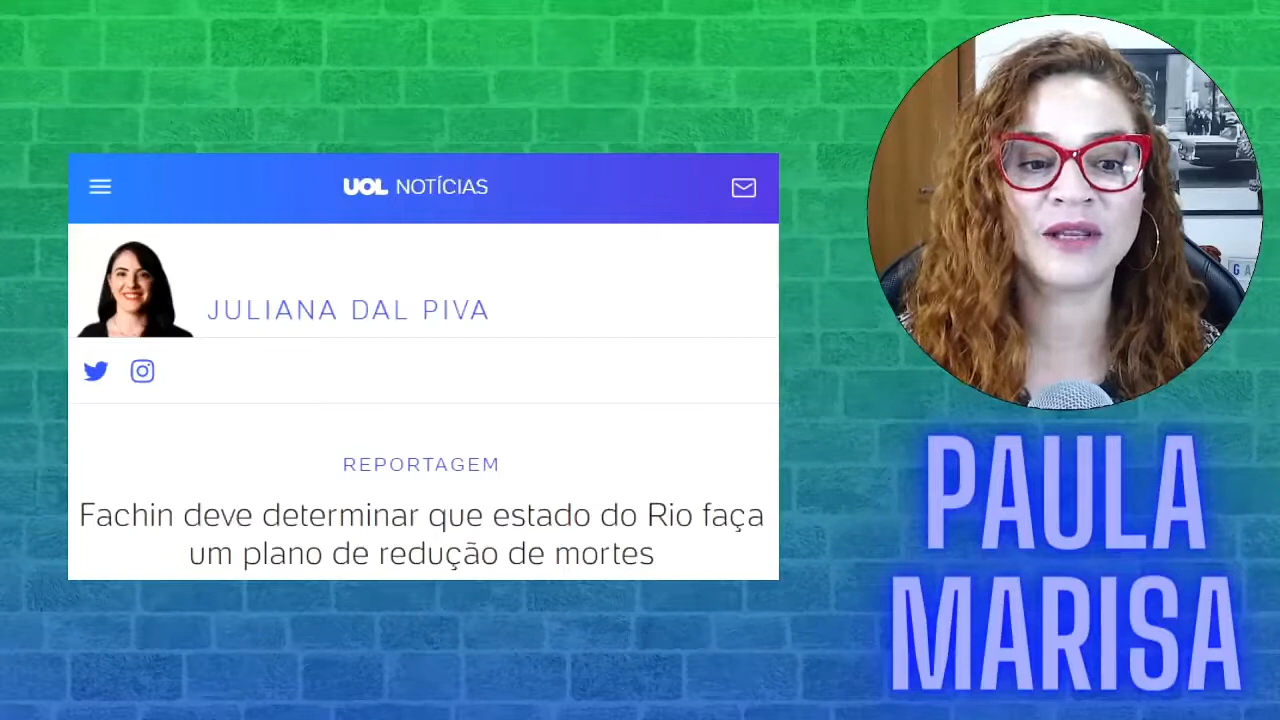 UOL NOTÍCIAS
JULIANA DAL PIVA
REPORTAGEM
Fachin deve determinar que estado do Rio faça
um plano de redução de mortes
PAULA
MARISA